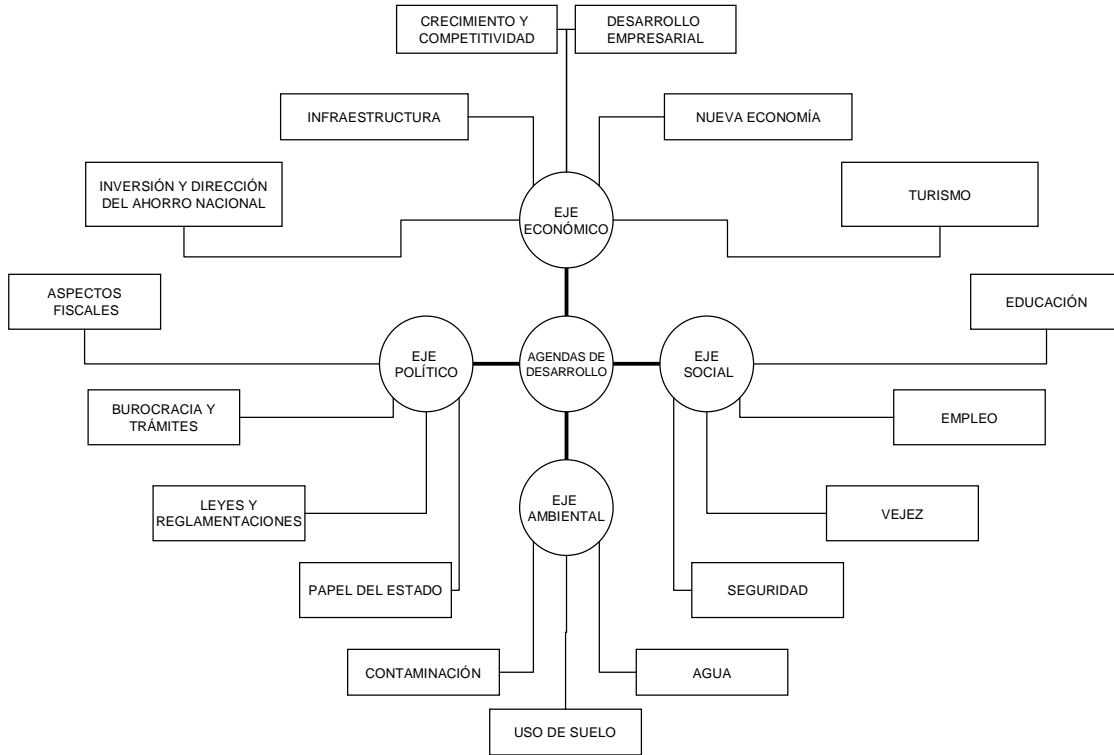 CRECIMIENTO Y
COMPETITIVIDAD
DESARROLLO
EMPRESARIAL
INFRAESTRUCTURA
NUEVA ECONOMÍA
INVERSIÓN Y DIRECCIÓN
DEL AHORRO NACIONAL
EJE
ECONÓMICO
TURISMO
ASPECTOS
FISCALES
EDUCACIÓN
EJE
POLÍTICO
AGENDAS DE
DESARROLLO
EJE
SOCIAL
BUROCRACIA Y
TRÁMITES
EMPLEO
LEYES Y
REGLAMENTACIONES
EJE
AMBIENTAL
VEJEZ
PAPEL DEL ESTADO
SEGURIDAD
CONTAMINACIÓN
AGUA
USO DE SUELO